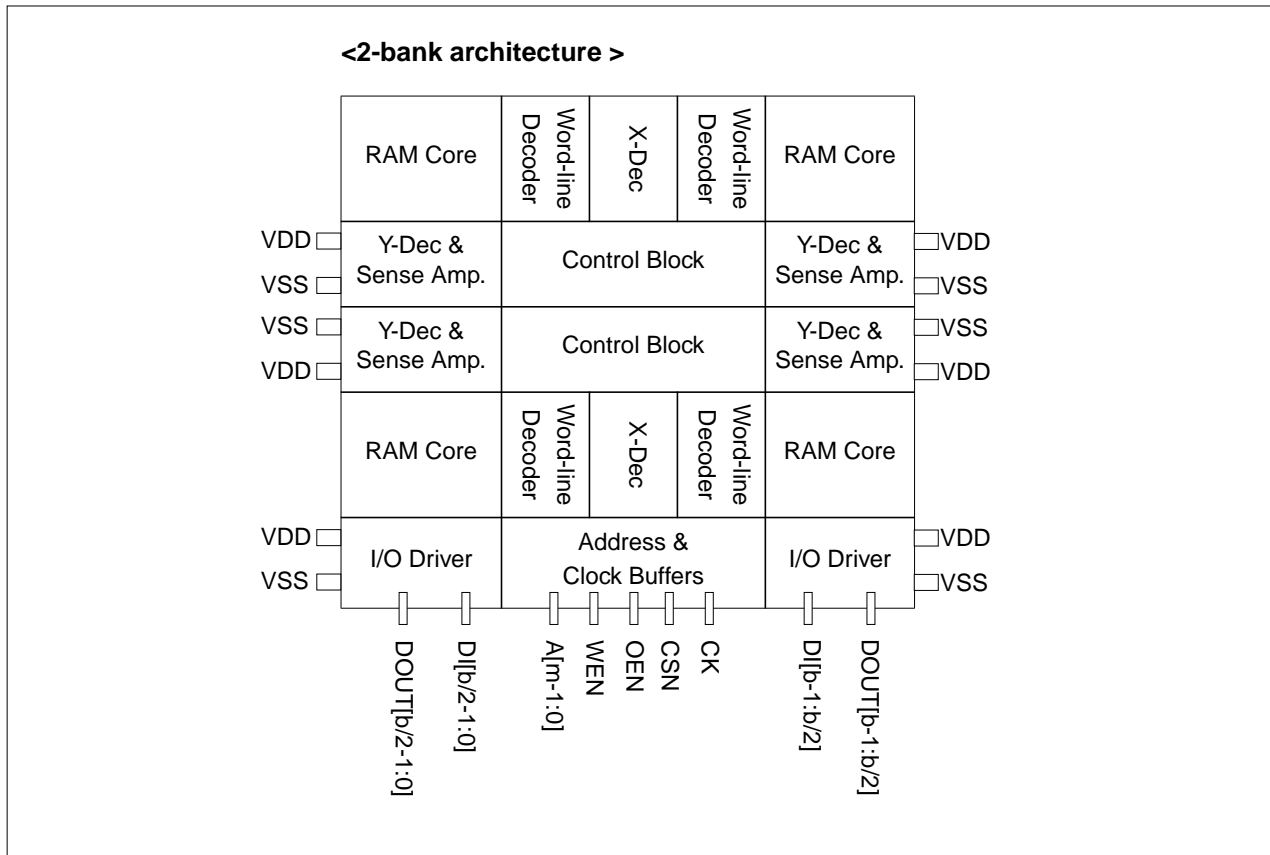 <2-bank architecture >
RAM Core
Word-line
Decoder
X-Dec
Word-line
Decoder
RAM Core
VDD
VSS
Y-Dec &
Sense Amp.
Control Block
Y-Dec &
Sense Amp.
VDD
VSS
VSS
VDD
Y-Dec &
Sense Amp.
Control Block
Y-Dec &
Sense Amp.
VSS
VDD
RAM Core
Word-line
Decoder
X-Dec
Word-line
Decoder
RAM Core
VDD
VSS
I/O Driver
Address &
Clock Buffers
I/O Driver
VDD
VSS
DOUT[b/2-1:0]
DI[b/2-1:0]
A[m-1:0]
WEN
OEN
CSN
CK
DI[b-1:b/2]
DOUT[b-1:b/2]